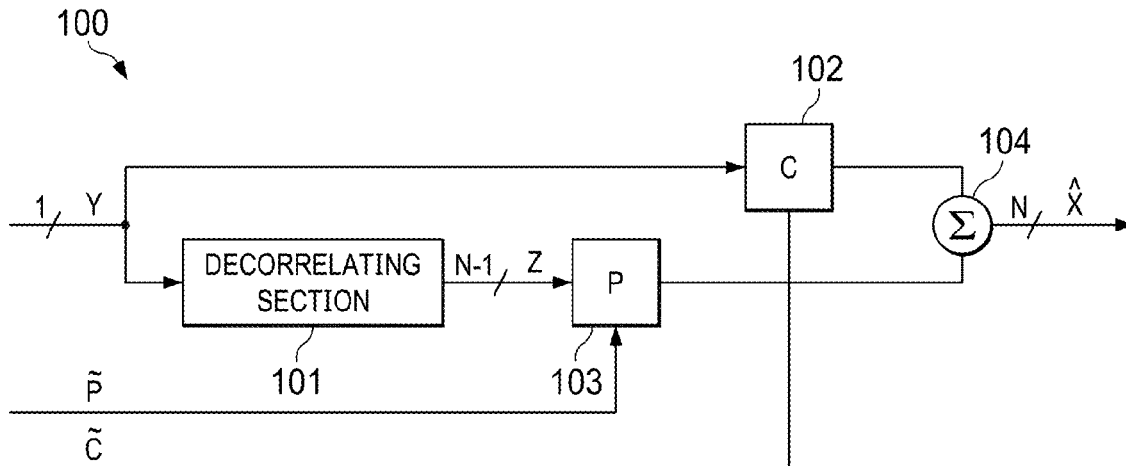 100
102
C
104
1 Y
N X̂
Σ
DECORRELATING
SECTION
N-1 Z
P
101
103
P̃
C̃